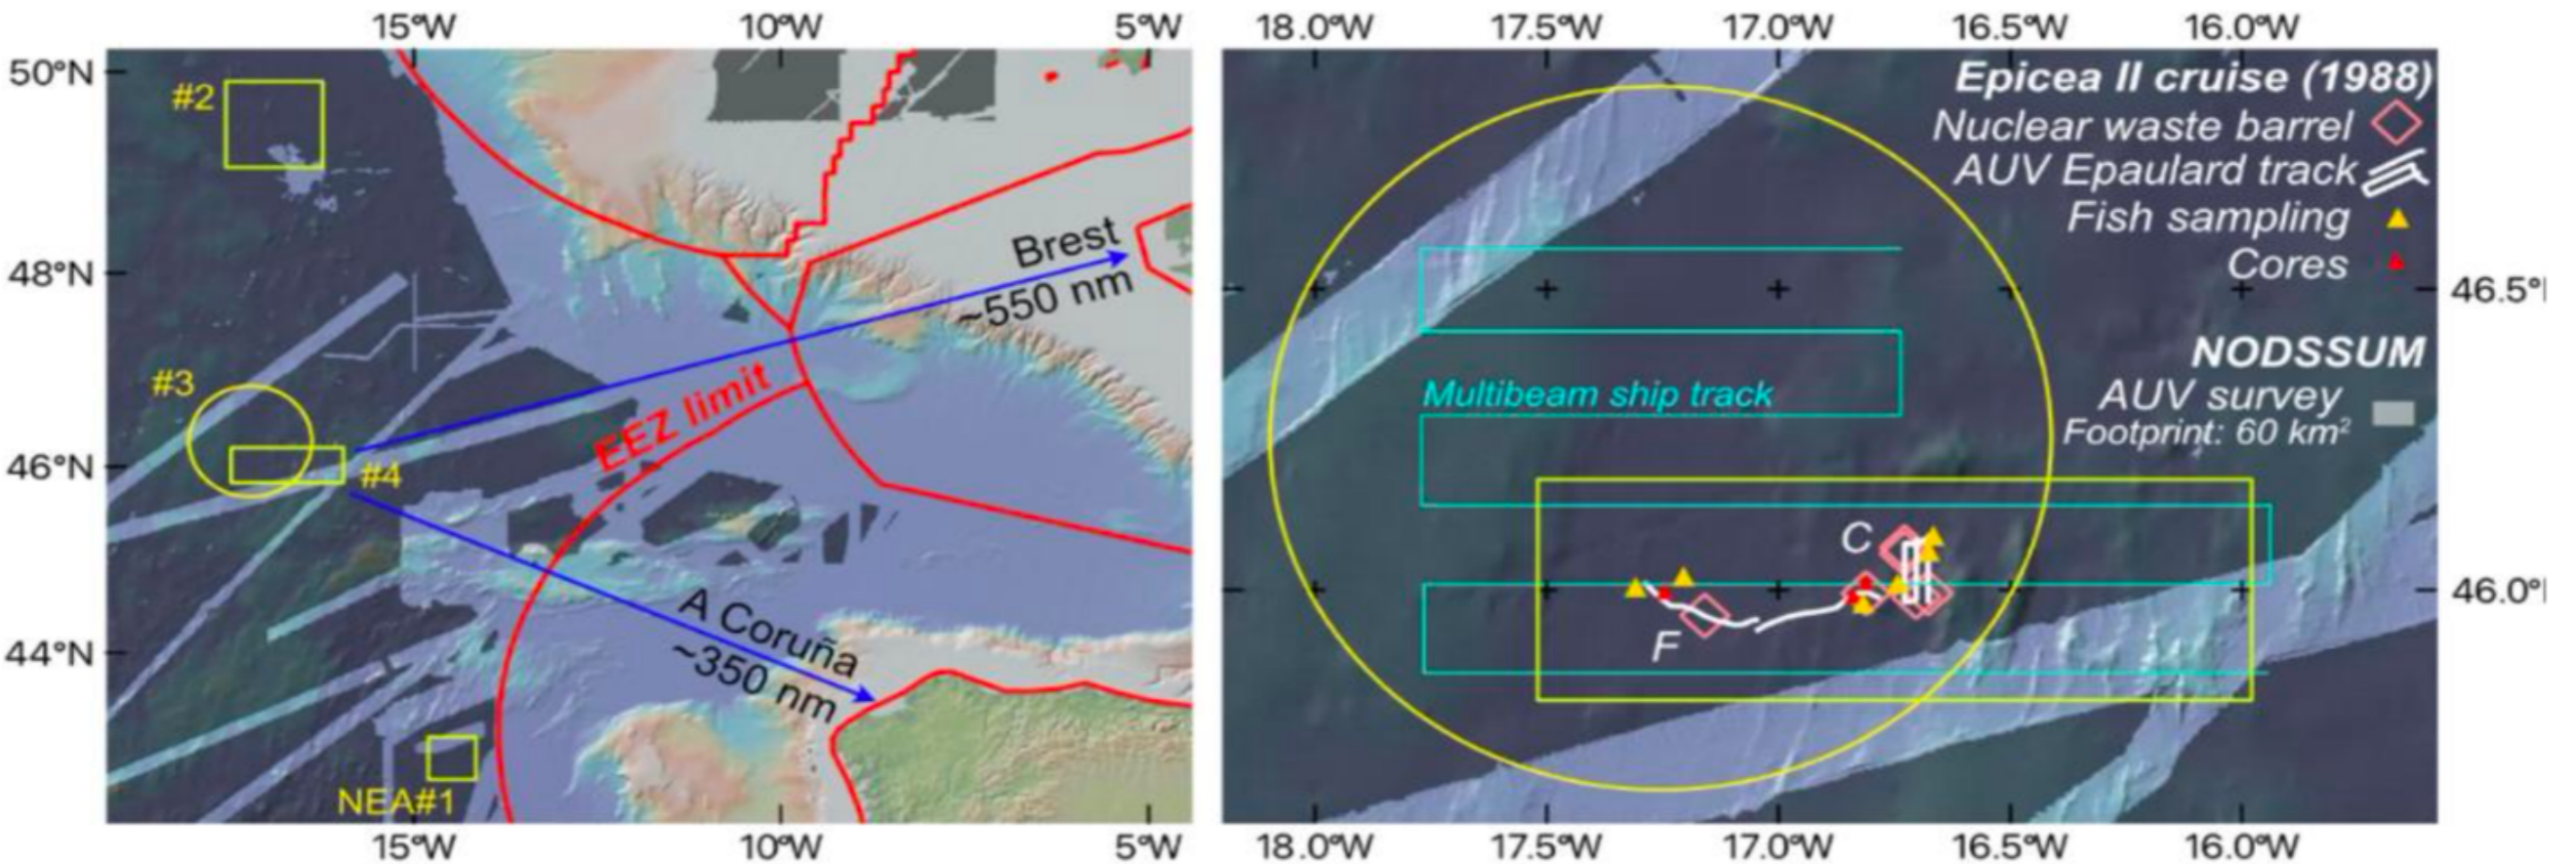 15°W 10°W 5°W
50°N
48°N
46°N
44°N
#2
#3
#4
NEA#1
Brest
~550 nm
EEZ limit
A Coruña
~350 nm
15°W 10°W 5°W
18.0°W 17.5°W 17.0°W 16.5°W 16.0°W
Epicea II cruise (1988)
Nuclear waste barrel
AUV Epaulard track
Fish sampling
Cores
46.5°
NODSSUM
AUV survey
Footprint: 60 km²
Multibeam ship track
C
F
46.0°
18.0°W 17.5°W 17.0°W 16.5°W 16.0°W